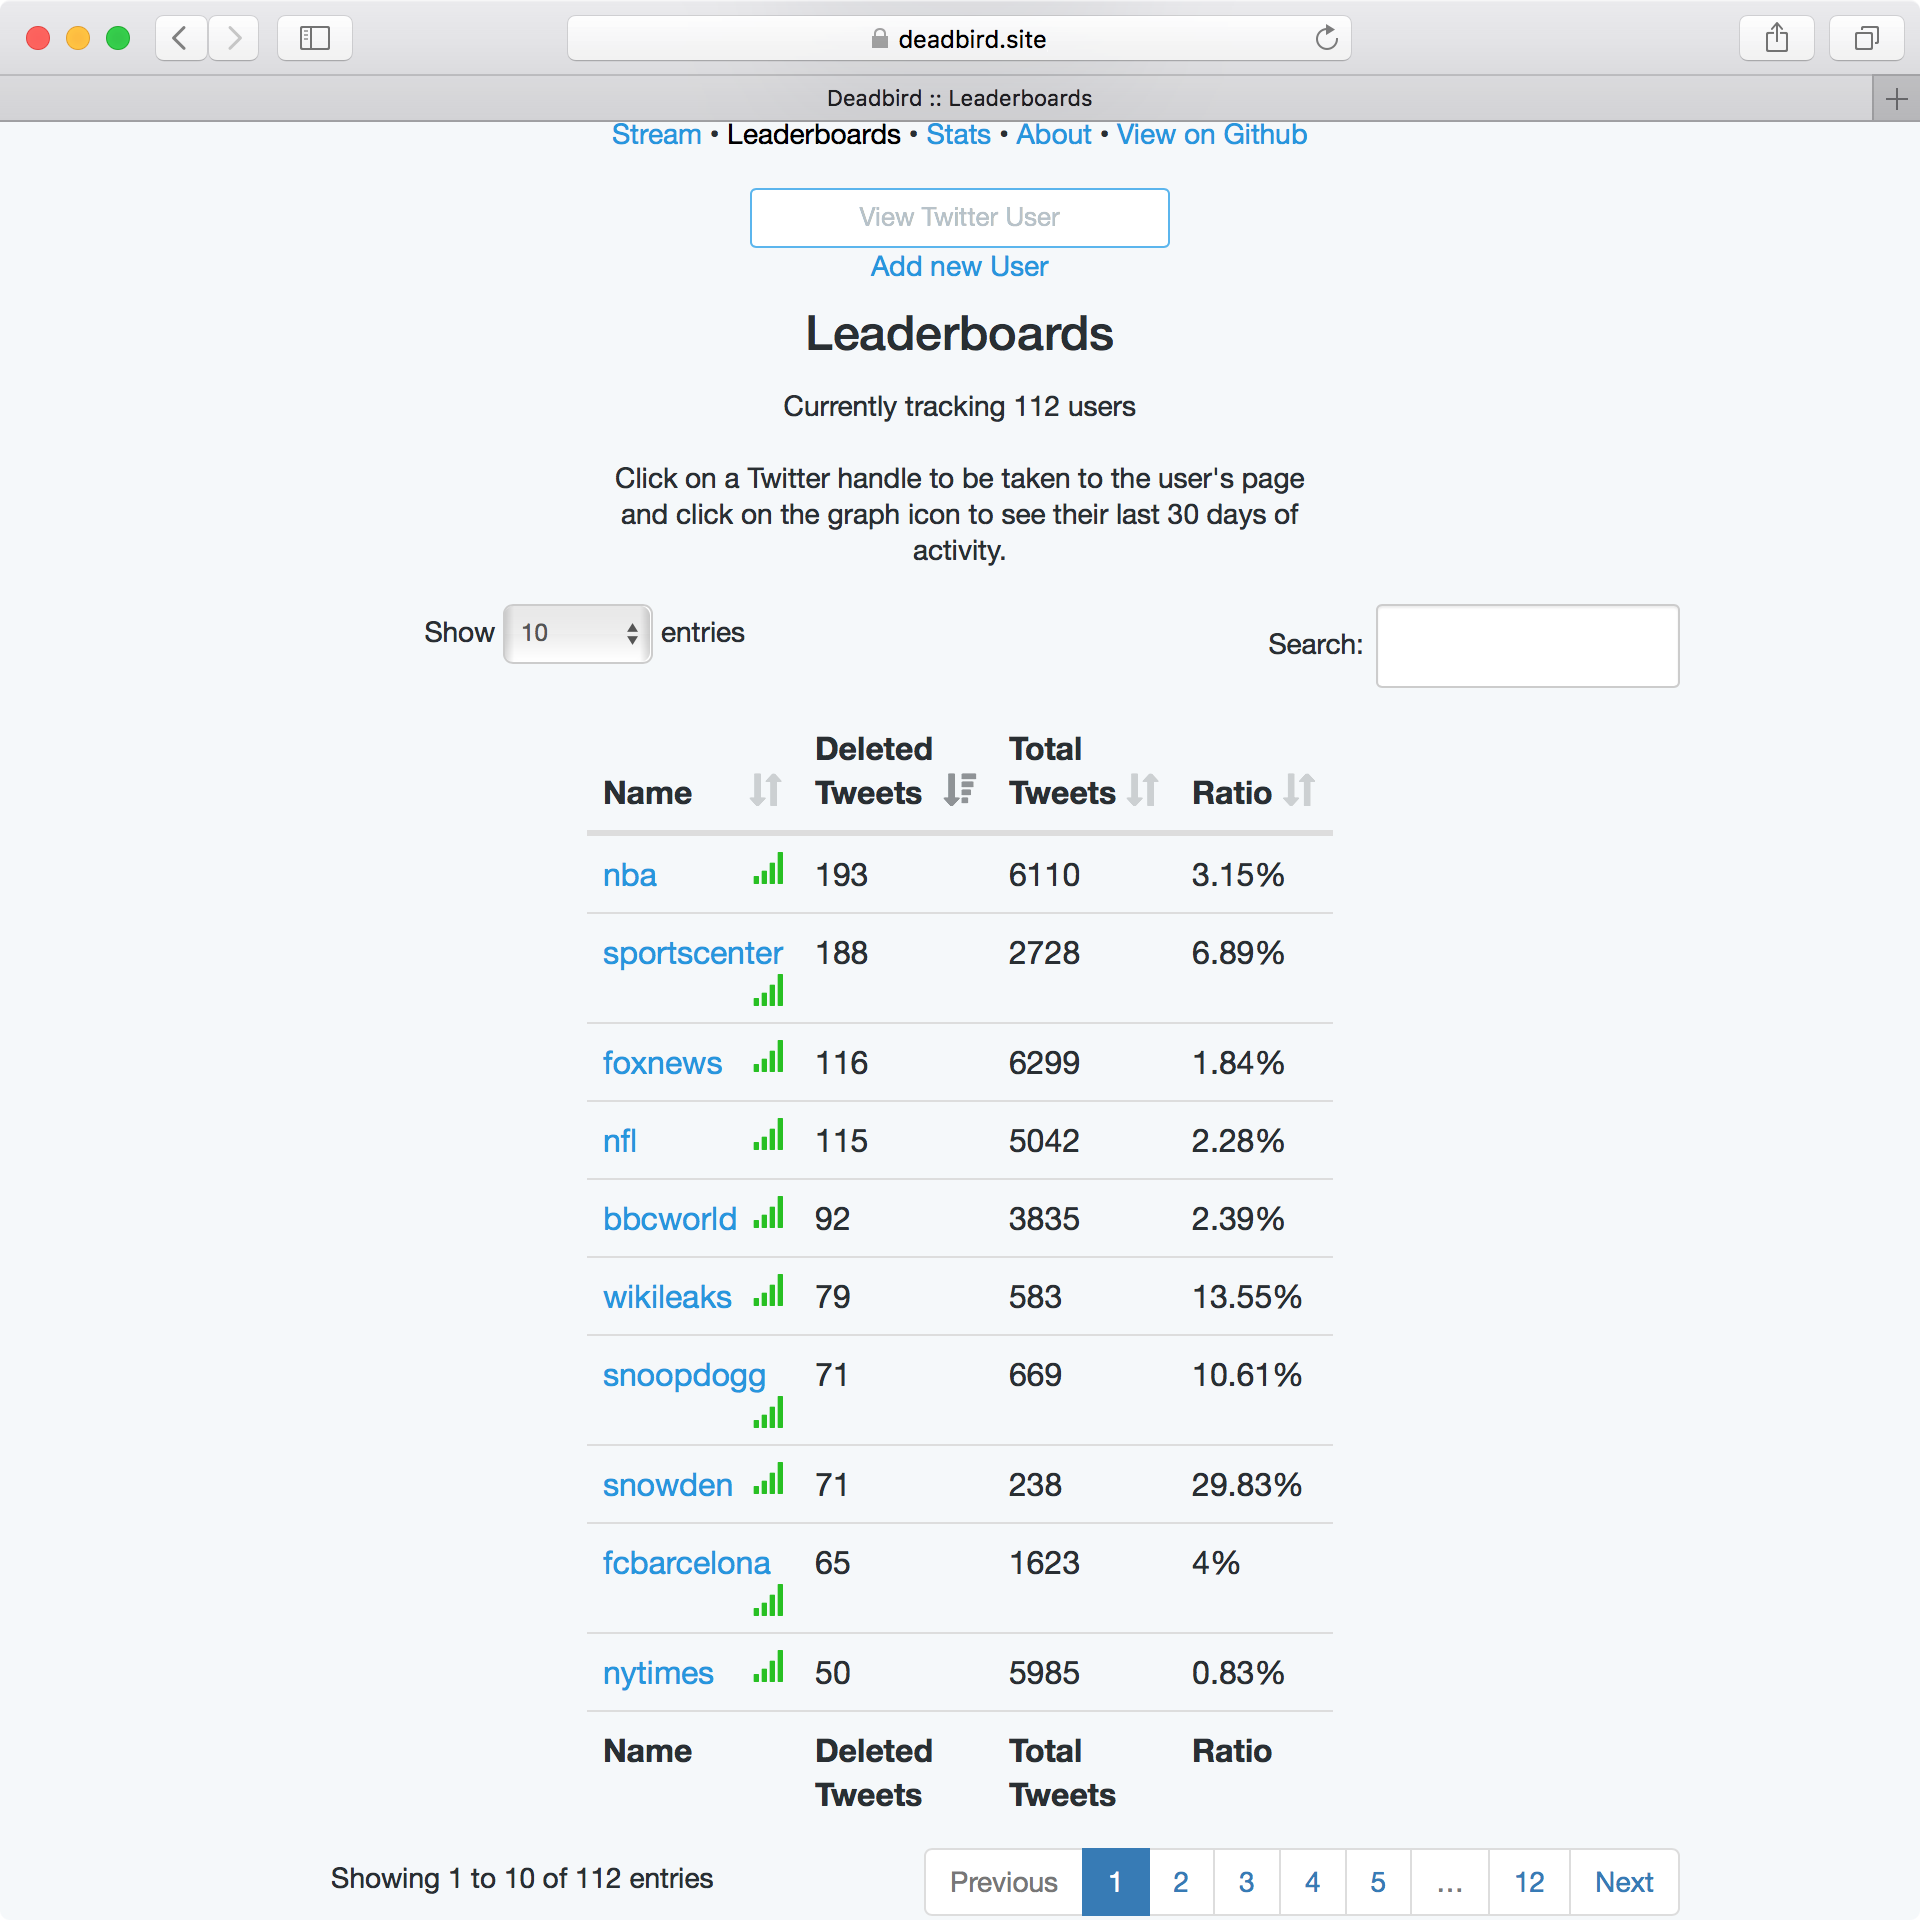 deadbird.site
Deadbird :: Leaderboards
Stream • Leaderboards • Stats • About • View on Github
View Twitter User
Add new User
Leaderboards
Currently tracking 112 users
Click on a Twitter handle to be taken to the user's page
and click on the graph icon to see their last 30 days of
activity.
Show 10 entries
Search:
Name Deleted Tweets Total Tweets Ratio
nba 193 6110 3.15%
sportscenter 188 2728 6.89%
foxnews 116 6299 1.84%
nfl 115 5042 2.28%
bbcworld 92 3835 2.39%
wikileaks 79 583 13.55%
snoopdogg 71 669 10.61%
snowden 71 238 29.83%
fcbarcelona 65 1623 4%
nytimes 50 5985 0.83%
Name Deleted Tweets Total Tweets Ratio
Showing 1 to 10 of 112 entries
Previous 1 2 3 4 5 ... 12 Next